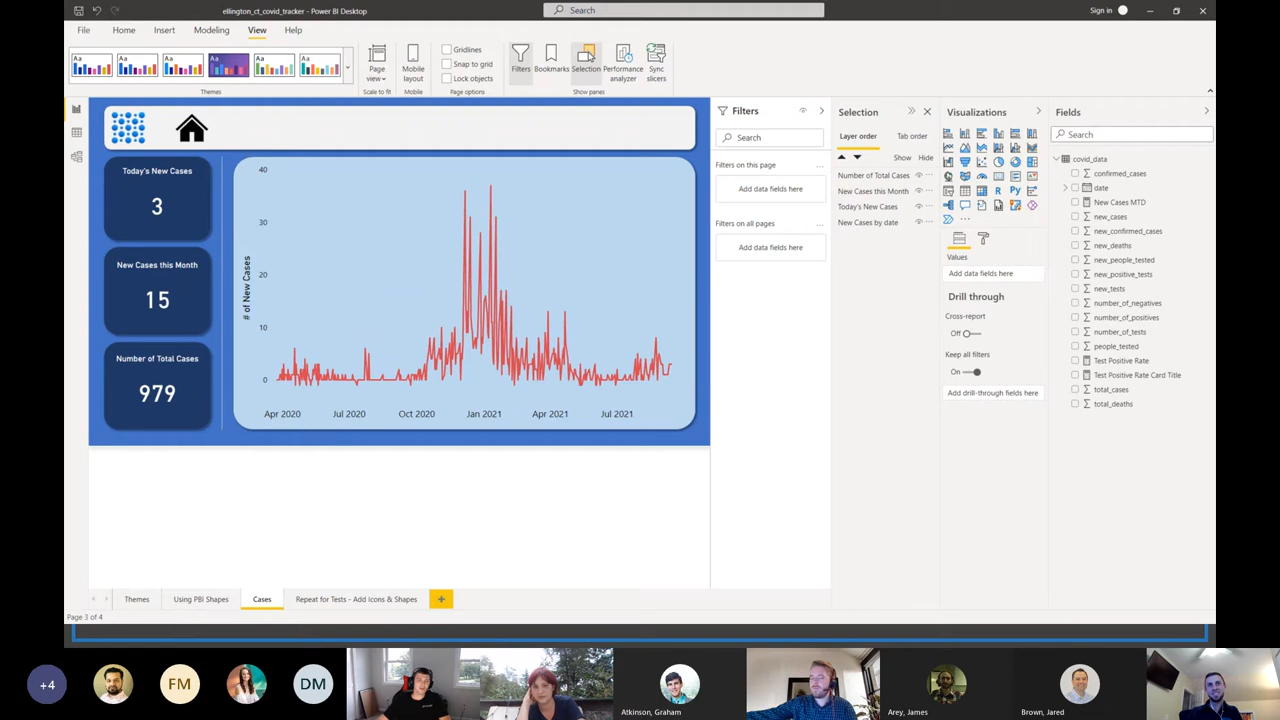 ellington_ct_covid_tracker - Power BI Desktop
Search
Sign in
File
Home
Insert
Modeling
View
Help
Aa
Aa
Aa
Aa
Aa
Aa
Themes
Page view
Scale to fit
Mobile layout
Mobile
Gridlines
Snap to grid
Lock objects
Page options
Filters
Bookmarks
Selection
Performance analyzer
Sync slicers
Show panes
Today's New Cases
3
New Cases this Month
15
Number of Total Cases
979
# of New Cases
40
30
20
10
0
Apr 2020
Jul 2020
Oct 2020
Jan 2021
Apr 2021
Jul 2021
Filters
Search
Filters on this page
Add data fields here
Filters on all pages
Add data fields here
Selection
Layer order
Tab order
Show
Hide
Number of Total Cases
New Cases this Month
Today's New Cases
New Cases by date
Visualizations
R
Py
Values
Add data fields here
Drill through
Cross-report
Off
Keep all filters
On
Add drill-through fields here
Fields
Search
covid_data
confirmed_cases
date
New Cases MTD
new_cases
new_confirmed_cases
new_deaths
new_people_tested
new_positive_tests
new_tests
number_of_negatives
number_of_positives
number_of_tests
people_tested
Test Positive Rate
Test Positive Rate Card Title
total_cases
total_deaths
Themes
Using PBI Shapes
Cases
Repeat for Tests - Add Icons & Shapes
Page 3 of 4
+4
FM
DM
Atkinson, Graham
Arey, James
Brown, Jared